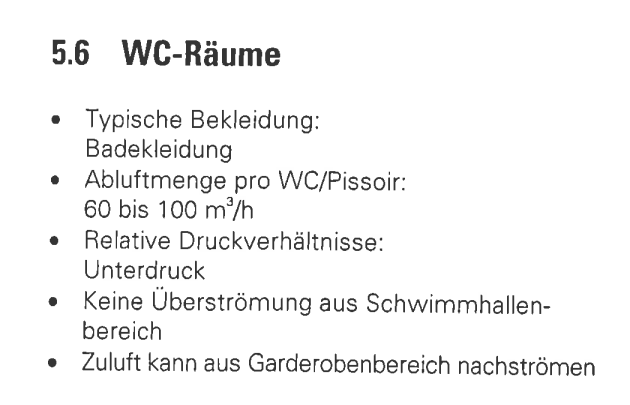 5.6 WC-Räume
• Typische Bekleidung:
Badekleidung
• Abluftmenge pro WC/Pissoir:
60 bis 100 m³/h
• Relative Druckverhältnisse:
Unterdruck
• Keine Überströmung aus Schwimmhallen-
bereich
• Zuluft kann aus Garderobenbereich nachströmen